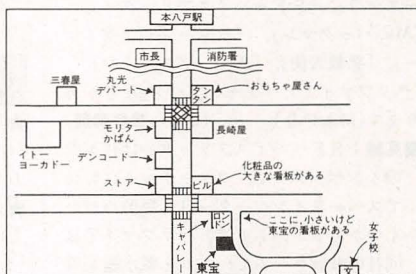 本八戸駅
市長
消防署
三春屋
丸光
デパート
タン
タン
おもちゃ屋さん
モリタ
かばん
長崎屋
イトー
ヨーカドー
デンコード
化粧品の
大きな看板がある
ストア
ビル
キャバレー
ロン
ドン
ここに、小さいけど
東宝の看板がある
女子校
東宝